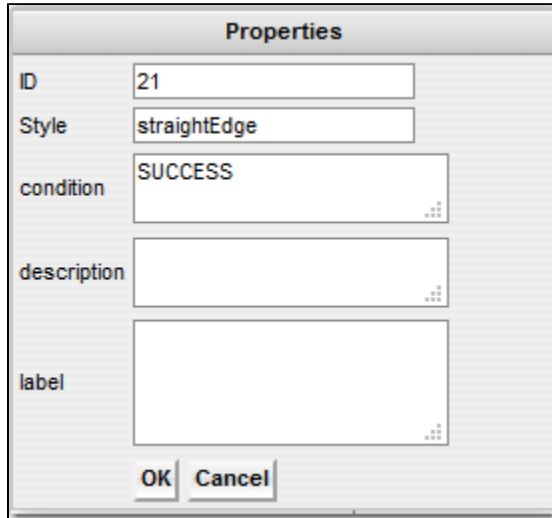 Properties
ID 21
Style straightEdge
condition SUCCESS
description
label
OK Cancel